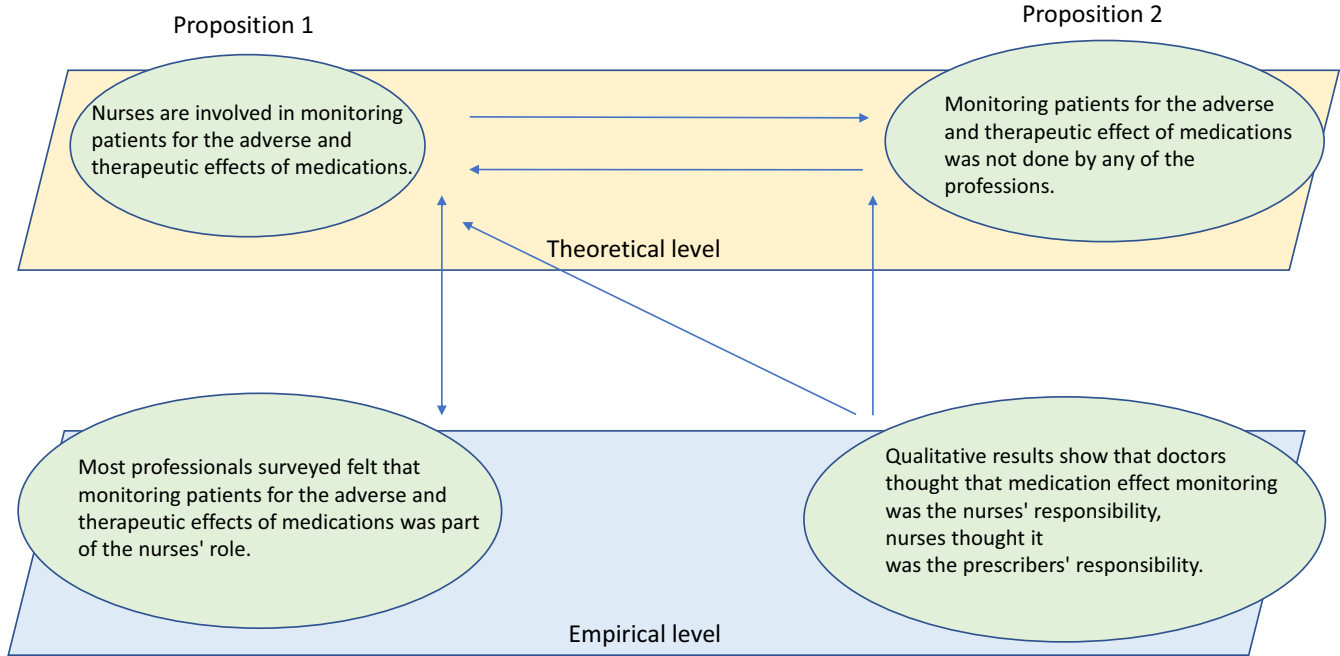 Proposition 1
Proposition 2
Nurses are involved in monitoring
patients for the adverse and
therapeutic effects of medications.
Monitoring patients for the adverse
and therapeutic effect of medications
was not done by any of the
professions.
Theoretical level
Most professionals surveyed felt that
monitoring patients for the adverse and
therapeutic effects of medications was part
of the nurses' role.
Qualitative results show that doctors
thought that medication effect monitoring
was the nurses' responsibility,
nurses thought it
was the prescribers' responsibility.
Empirical level